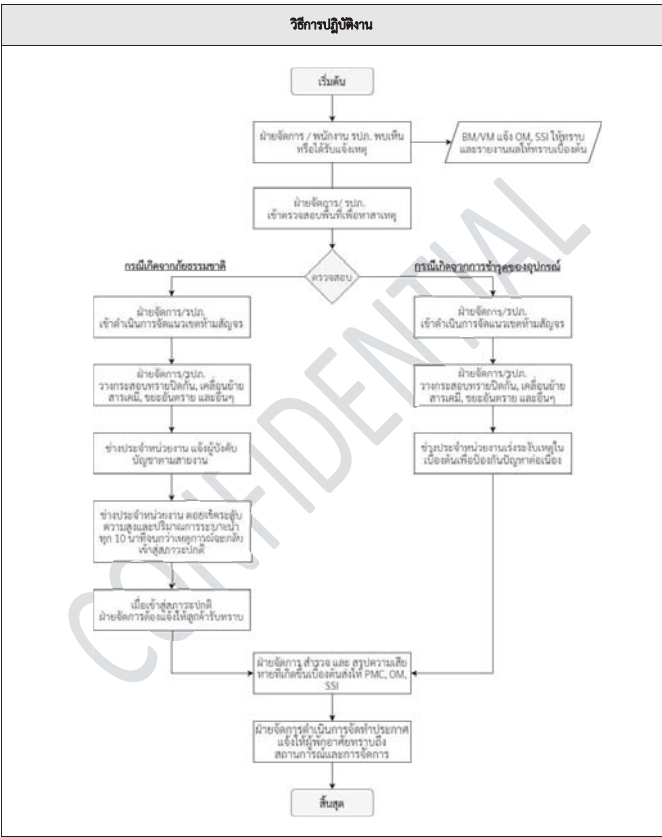 วิธีการปฏิบัติงาน
เริ่มต้น
ฝ่ายจัดการ / พนักงาน รปภ. พบเห็น
หรือได้รับแจ้งเหตุ
BM/VM แจ้ง OM, SSI ให้ทราบ
และรายงานผลให้ทราบเบื้องต้น
ฝ่ายจัดการ/ รปภ.
เข้าตรวจสอบพื้นที่เพื่อหาสาเหตุ
ตรวจสอบ
กรณีเกิดจากภัยธรรมชาติ
กรณีเกิดจากการชำรุดของอุปกรณ์
ฝ่ายจัดการ/รปภ.
เข้าดำเนินการจัดแนวเขตห้ามสัญจร
ฝ่ายจัดการ/รปภ.
เข้าดำเนินการจัดแนวเขตห้ามสัญจร
ฝ่ายจัดการ/รปภ.
วางกระสอบทรายปิดกั้น, เคลื่อนย้าย
สารเคมี, ขยะอันตราย และอื่นๆ
ฝ่ายจัดการ/รปภ.
วางกระสอบทรายปิดกั้น, เคลื่อนย้าย
สารเคมี, ขยะอันตราย และอื่นๆ
ช่างประจำหน่วยงาน แจ้งผู้บังคับ
บัญชาตามสายงาน
ช่างประจำหน่วยงานเร่งระงับเหตุใน
เบื้องต้นเพื่อป้องกันปัญหาต่อเนื่อง
ช่างประจำหน่วยงาน คอยเช็คระดับ
ความสูงและปริมาณการระบายน้ำ
ทุก 10 นาทีจนกว่าเหตุการณ์จะกลับ
เข้าสู่สภาวะปกติ
เมื่อเข้าสู่สภาวะปกติ
ฝ่ายจัดการต้องแจ้งให้ลูกค้ารับทราบ
ฝ่ายจัดการ สำรวจ และ สรุปความเสีย
หายที่เกิดขึ้นเบื้องต้นส่งให้ PMC, OM,
SSI
ฝ่ายจัดการดำเนินการจัดทำประกาศ
แจ้งให้ผู้พักอาศัยทราบถึง
สถานการณ์และการจัดการ
สิ้นสุด
CONFIDENTIAL